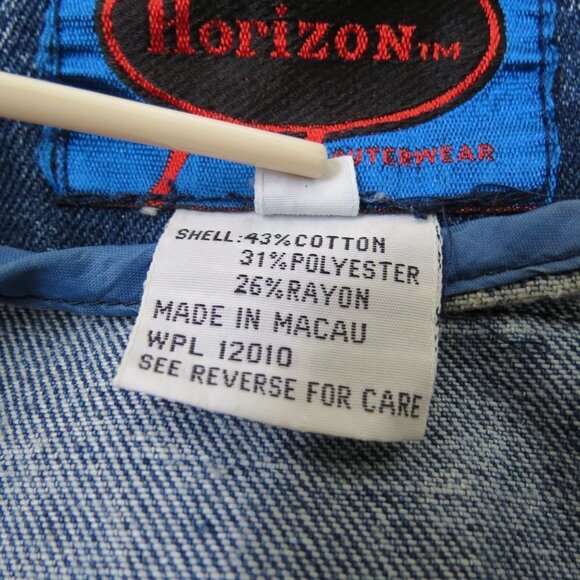 Horizon™
OUTERWEAR
SHELL: 43% COTTON
31% POLYESTER
26% RAYON
MADE IN MACAU
WPL 12010
SEE REVERSE FOR CARE